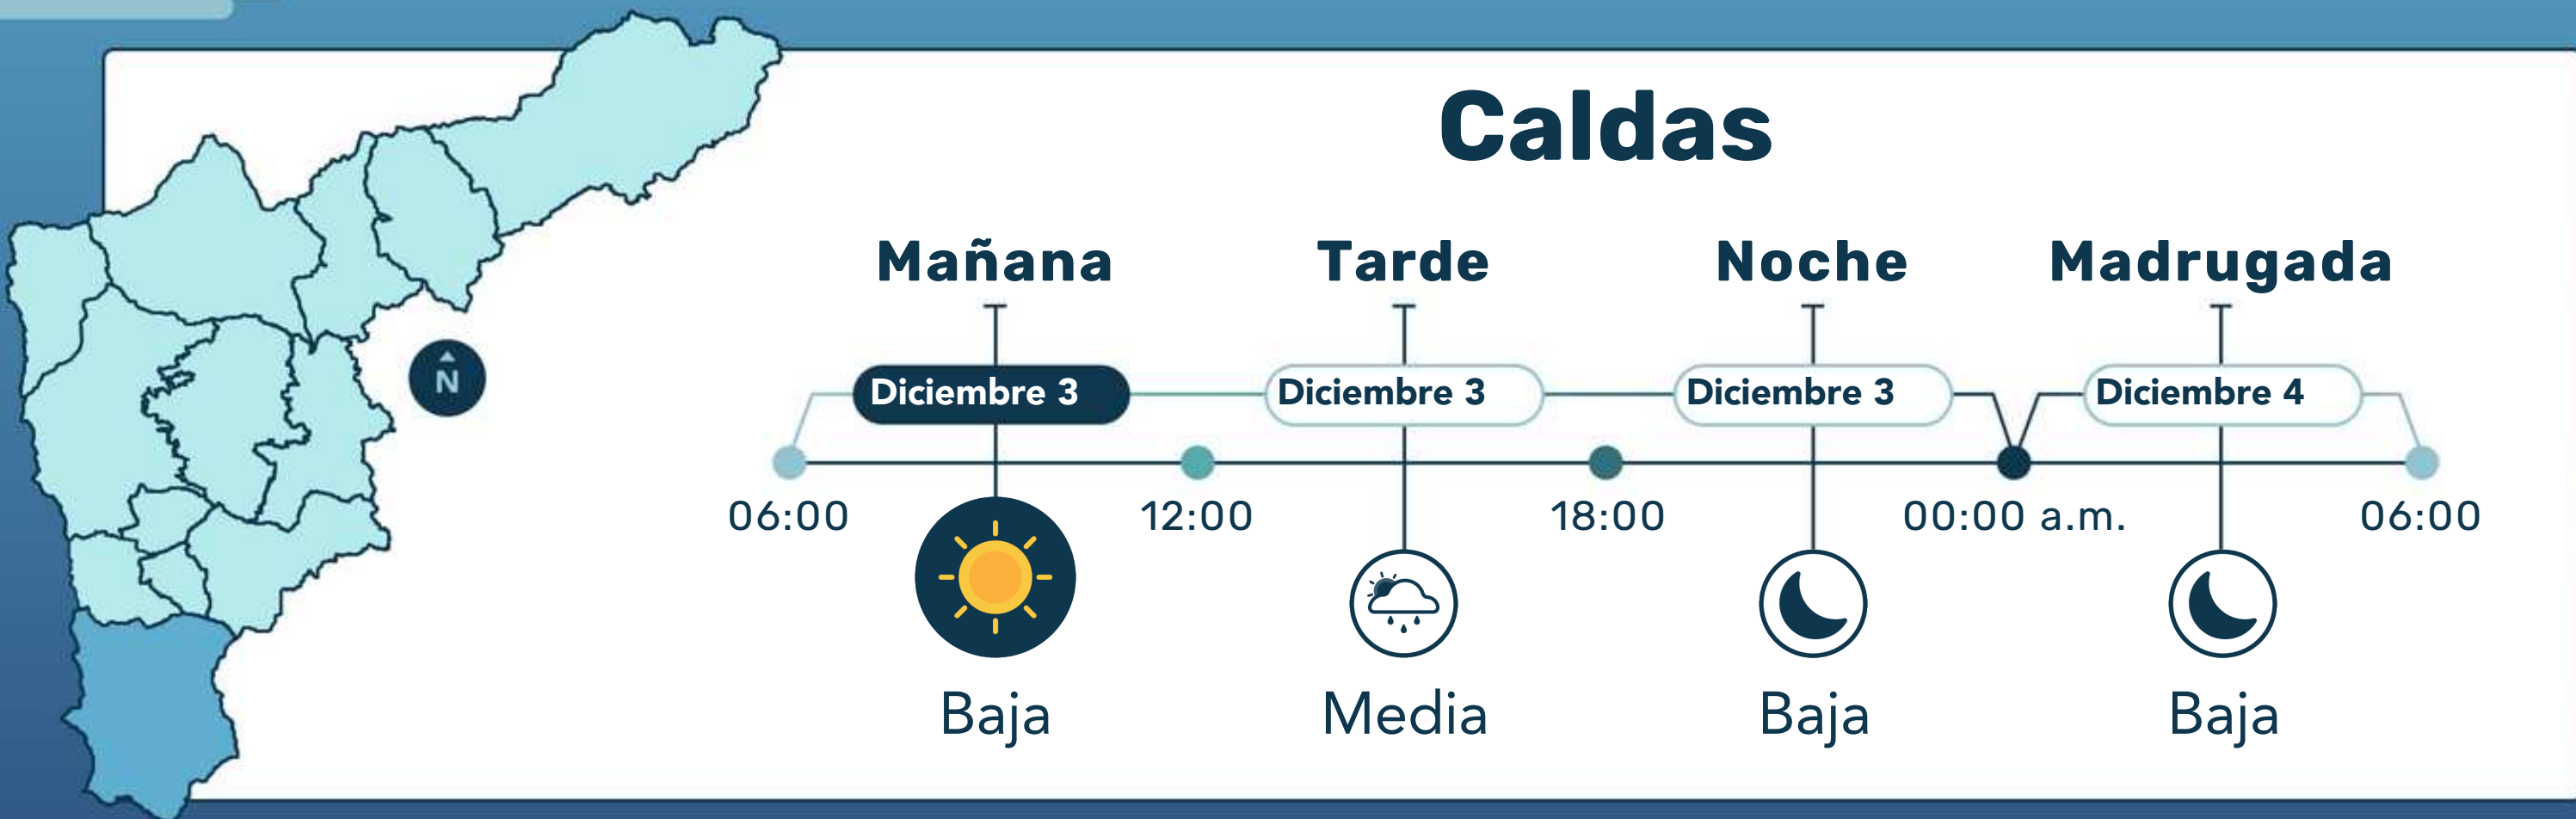 Caldas
Mañana Tarde Noche Madrugada
Diciembre 3 Diciembre 3 Diciembre 3 Diciembre 4
N
06:00 12:00 18:00 00:00 a.m. 06:00
Baja Media Baja Baja